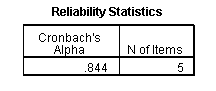 Reliability Statistics
Cronbach's
Alpha N of Items
.844 5